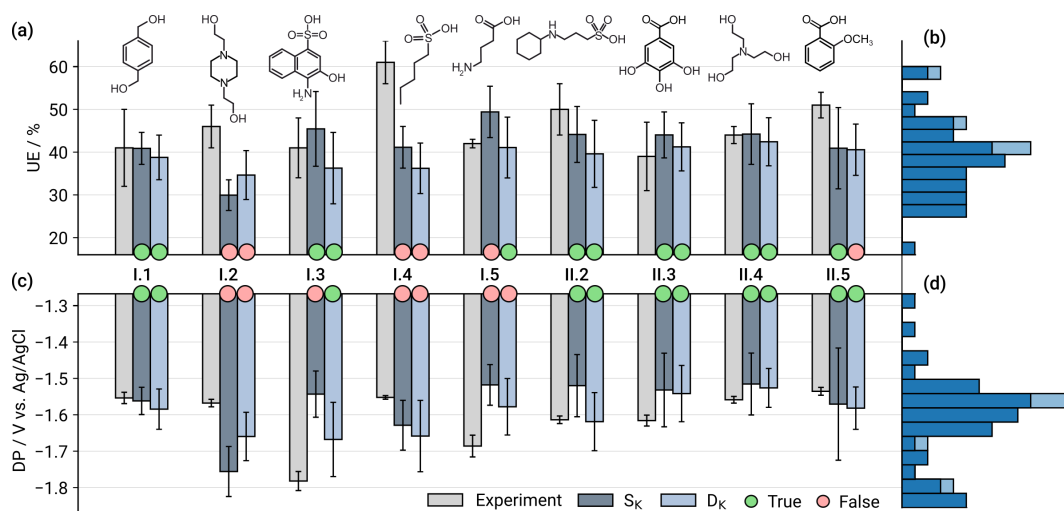 (a)
(b)
HO
OH
OH
N
N
OH
O
OH
S
O
OH
H₂N
O
OH
S
O
O
OH
H₂N
H
N
O
OH
S
O
O
OH
HO
OH
OH
HO
N
OH
HO
O
OH
OCH₃
60
50
40
30
20
UE / %
(c)
I.1
I.2
I.3
I.4
I.5
II.2
II.3
II.4
II.5
(d)
−1.3
−1.4
−1.5
−1.6
−1.7
−1.8
DP / V vs. Ag/AgCl
Experiment
Sₖ
Dₖ
True
False